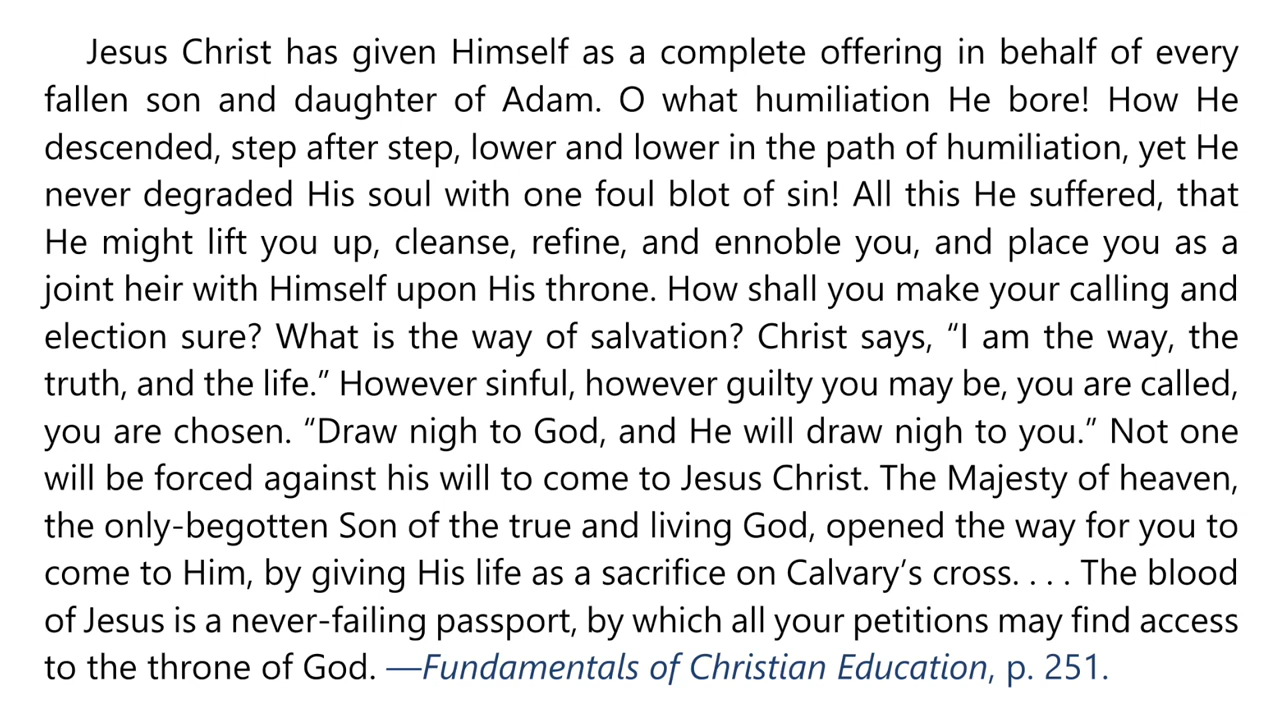 Jesus Christ has given Himself as a complete offering in behalf of every
fallen son and daughter of Adam. O what humiliation He bore! How He
descended, step after step, lower and lower in the path of humiliation, yet He
never degraded His soul with one foul blot of sin! All this He suffered, that
He might lift you up, cleanse, refine, and ennoble you, and place you as a
joint heir with Himself upon His throne. How shall you make your calling and
election sure? What is the way of salvation? Christ says, “I am the way, the
truth, and the life.” However sinful, however guilty you may be, you are called,
you are chosen. “Draw nigh to God, and He will draw nigh to you.” Not one
will be forced against his will to come to Jesus Christ. The Majesty of heaven,
the only-begotten Son of the true and living God, opened the way for you to
come to Him, by giving His life as a sacrifice on Calvary’s cross. . . . The blood
of Jesus is a never-failing passport, by which all your petitions may find access
to the throne of God. —Fundamentals of Christian Education, p. 251.